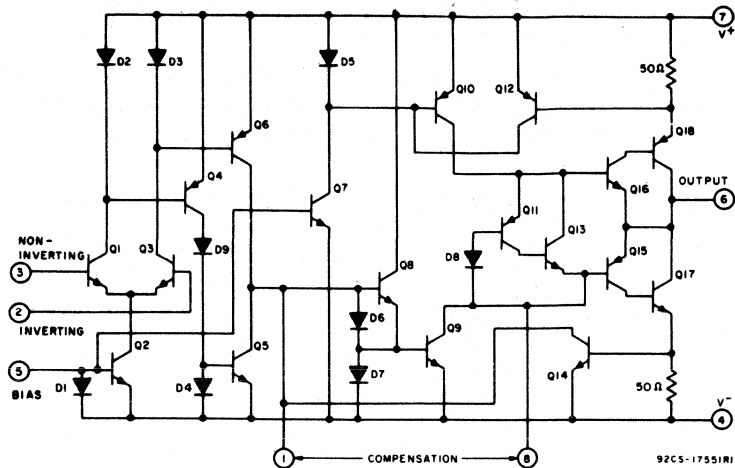 7
V+
D2
D3
D5
Q10
Q12
50Ω
Q6
Q18
Q4
Q7
Q16
OUTPUT
6
Q11
Q13
NON-
INVERTING
3
Q1
Q3
D9
D8
Q8
Q15
2
INVERTING
Q17
D6
Q9
5
BIAS
D1
Q2
D4
Q5
D7
Q14
50Ω
V-
4
1
COMPENSATION
8
92CS-17551R1